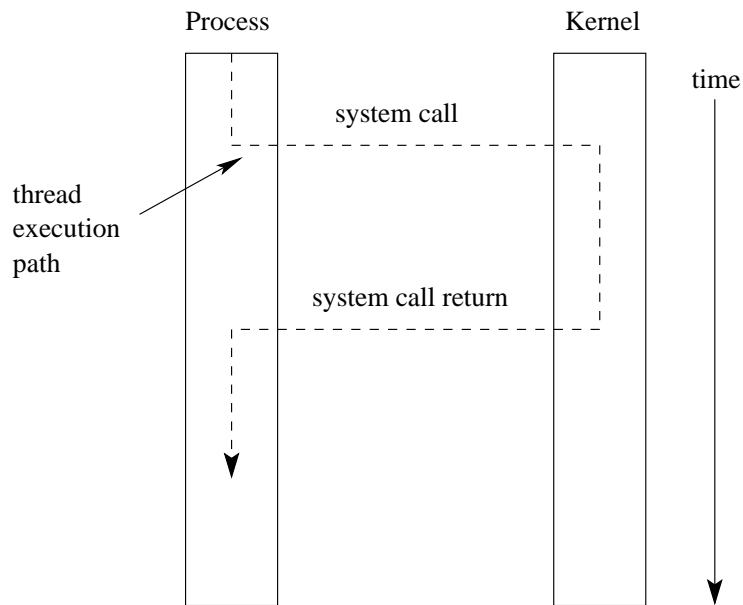 Process
Kernel
time
system call
thread
execution
path
system call return